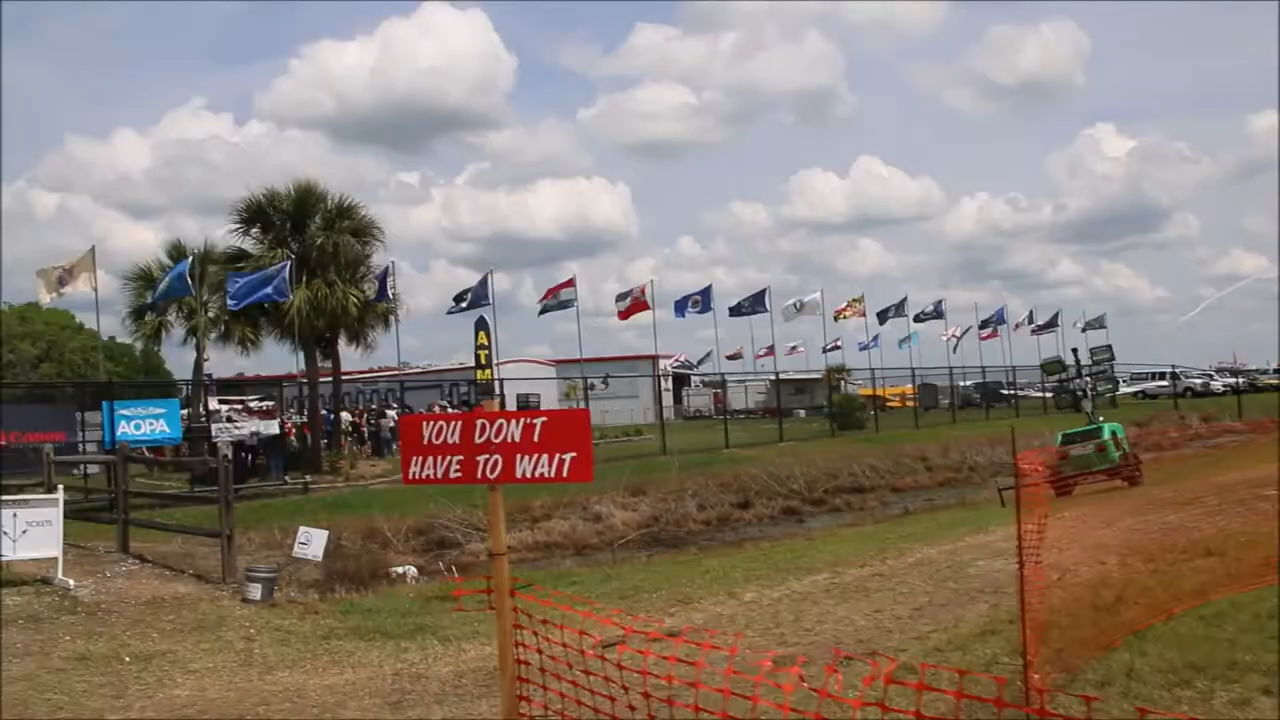 ATM
AOPA
YOU DON'T
HAVE TO WAIT
Canon
TICKETS